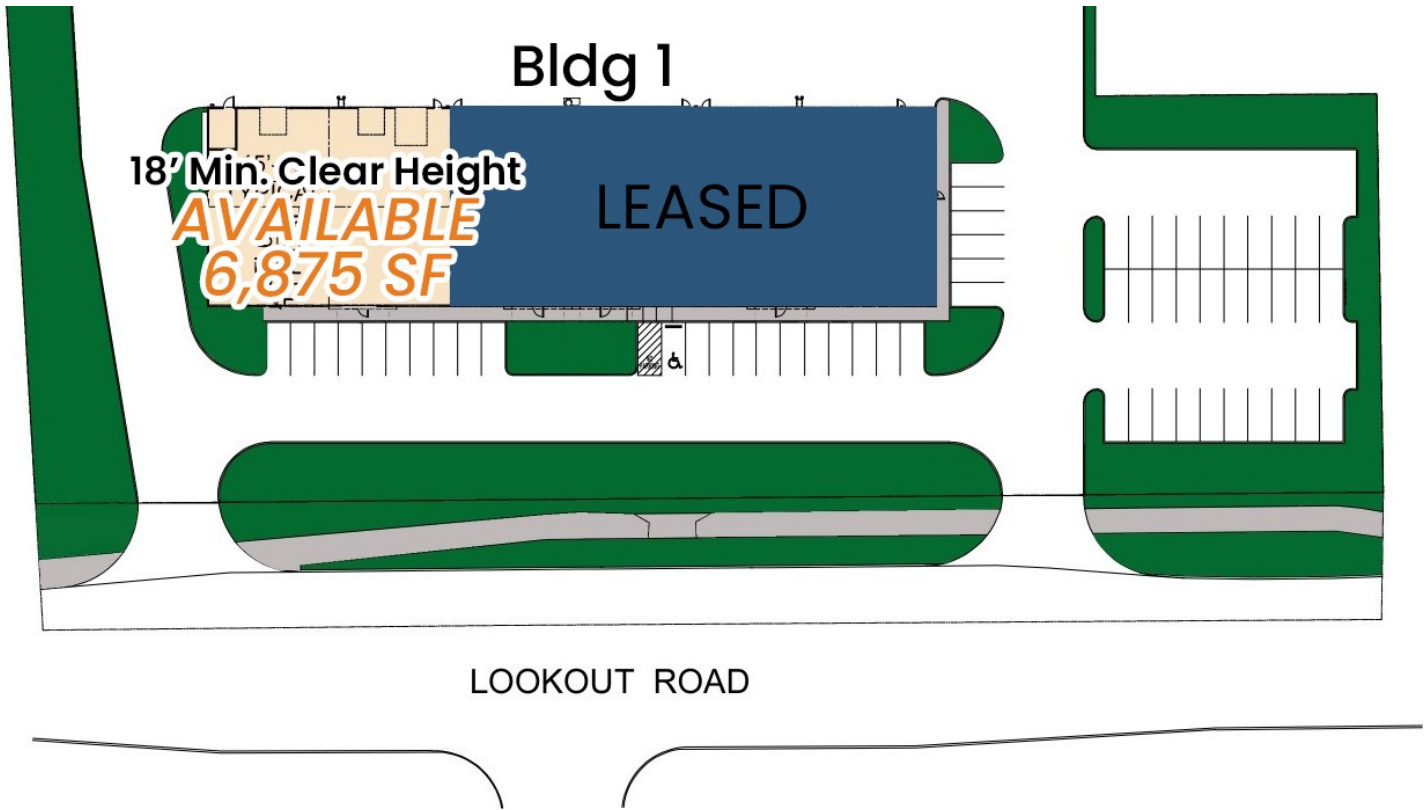 Bldg 1
18' Min. Clear Height
AVAILABLE
6,875 SF
LEASED
LOOKOUT ROAD